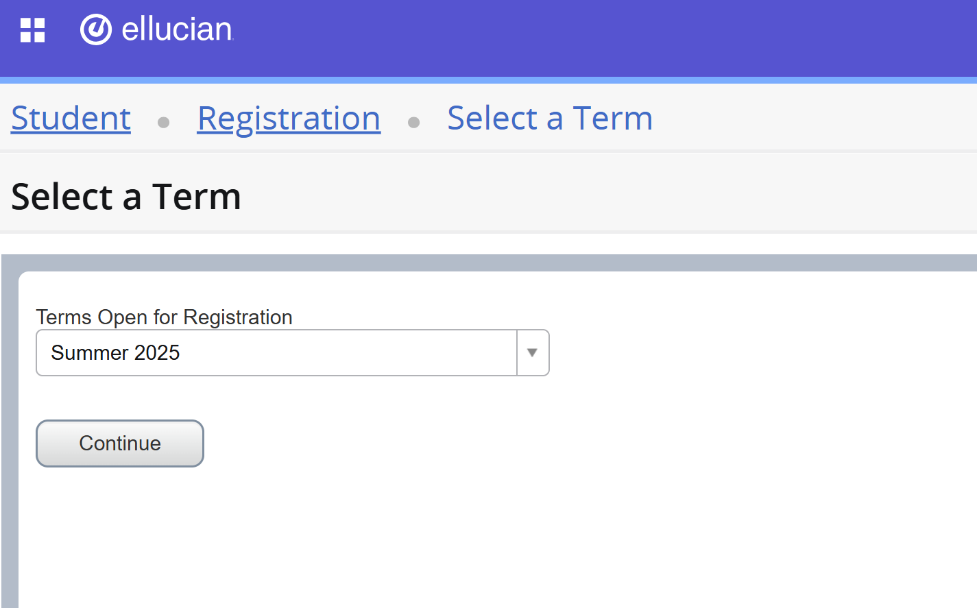 ellucian
Student • Registration • Select a Term
Select a Term
Terms Open for Registration
Summer 2025
Continue